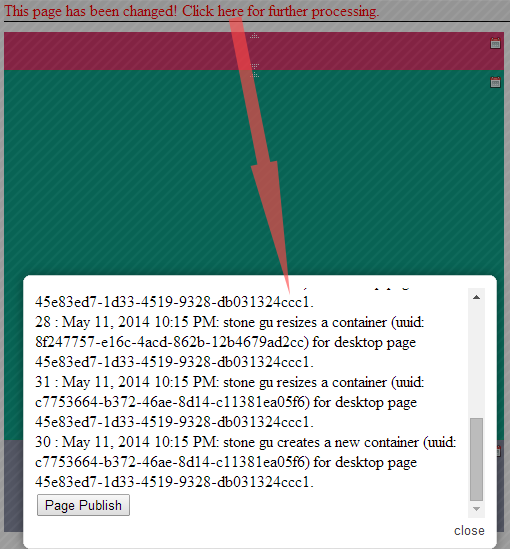 This page has been changed! Click here for further processing.
45e83ed7-1d33-4519-9328-db031324ccc1.
28 : May 11, 2014 10:15 PM: stone gu resizes a container (uuid:
8f247757-e16c-4acd-862b-12b4679ad2cc) for desktop page
45e83ed7-1d33-4519-9328-db031324ccc1.
31 : May 11, 2014 10:15 PM: stone gu resizes a container (uuid:
c7753664-b372-46ae-8d14-c11381ea05f6) for desktop page
45e83ed7-1d33-4519-9328-db031324ccc1.
30 : May 11, 2014 10:15 PM: stone gu creates a new container (uuid:
c7753664-b372-46ae-8d14-c11381ea05f6) for desktop page
45e83ed7-1d33-4519-9328-db031324ccc1.
Page Publish
close